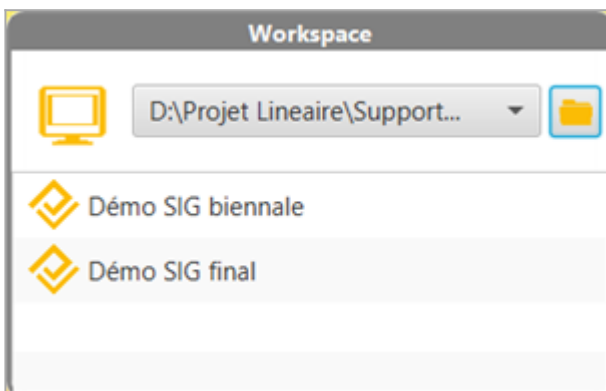 Workspace
D:\Projet Lineaire\Support...
Démo SIG biennale
Démo SIG final